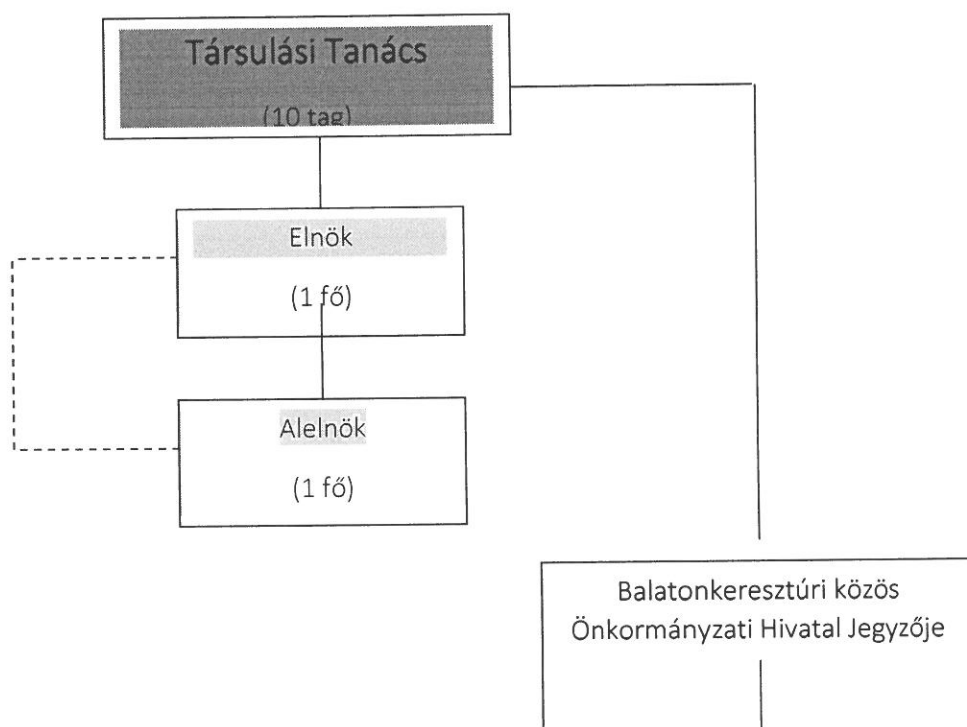 Társulási Tanács
(10 tag)
Elnök
(1 fő)
Alelnök
(1 fő)
Balatonkeresztúri közös
Önkormányzati Hivatal Jegyzője